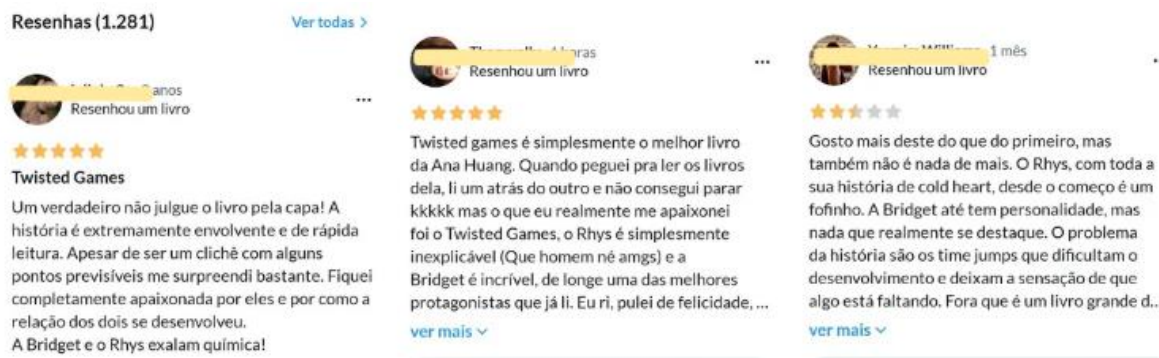 Resenhas (1.281)
Ver todas >
anos
Resenhou um livro
Twisted Games
Um verdadeiro não julgue o livro pela capa! A
história é extremamente envolvente e de rápida
leitura. Apesar de ser um clichê com alguns
pontos previsíveis me surpreendi bastante. Fiquei
completamente apaixonada por eles e por como a
relação dos dois se desenvolveu.
A Bridget e o Rhys exalam química!
Resenhou um livro
Twisted games é simplesmente o melhor livro
da Ana Huang. Quando peguei pra ler os livros
dela, li um atrás do outro e não consegui parar
kkkkk mas o que eu realmente me apaixonei
foi o Twisted Games, o Rhys é simplesmente
inexplicável (Que homem né amgs) e a
Bridget é incrível, de longe uma das melhores
protagonistas que já li. Eu ri, pulei de felicidade, ...
ver mais
1 mês
Resenhou um livro
Gosto mais deste do que do primeiro, mas
também não é nada de mais. O Rhys, com toda a
sua história de cold heart, desde o começo é um
fofinho. A Bridget até tem personalidade, mas
nada que realmente se destaque. O problema
da história são os time jumps que dificultam o
desenvolvimento e deixam a sensação de que
algo está faltando. Fora que é um livro grande d..
ver mais